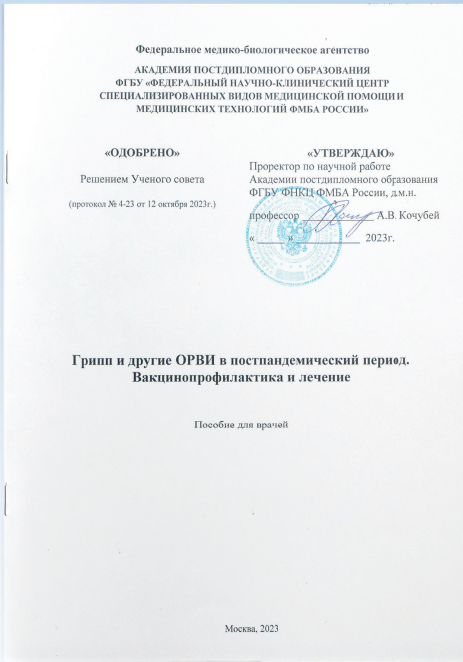 Федеральное медико-биологическое агентство
АКАДЕМИЯ ПОСТДИПЛОМНОГО ОБРАЗОВАНИЯ
ФГБУ «ФЕДЕРАЛЬНЫЙ НАУЧНО-КЛИНИЧЕСКИЙ ЦЕНТР
СПЕЦИАЛИЗИРОВАННЫХ ВИДОВ МЕДИЦИНСКОЙ ПОМОЩИ И
МЕДИЦИНСКИХ ТЕХНОЛОГИЙ ФМБА РОССИИ»
«ОДОБРЕНО»
Решением Ученого совета
(протокол № 4-23 от 12 октября 2023г.)
«УТВЕРЖДАЮ»
Проректор по научной работе
Академии постдипломного образования
ФГБУ ФНКЦ ФМБА России, д.м.н.
профессор А.В. Кочубей
« » 2023г.
Грипп и другие ОРВИ в постпандемический период.
Вакцинопрофилактика и лечение
Пособие для врачей
Москва, 2023